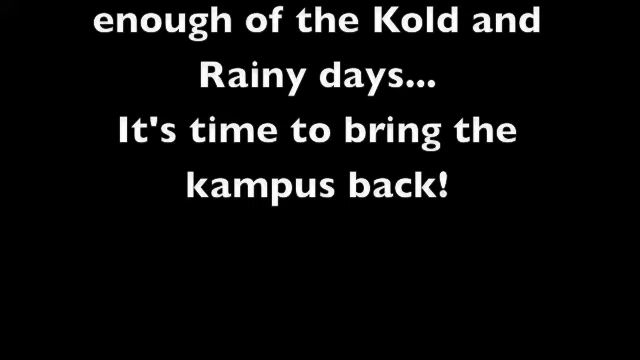 enough of the Kold and
Rainy days...
It's time to bring the
kampus back!